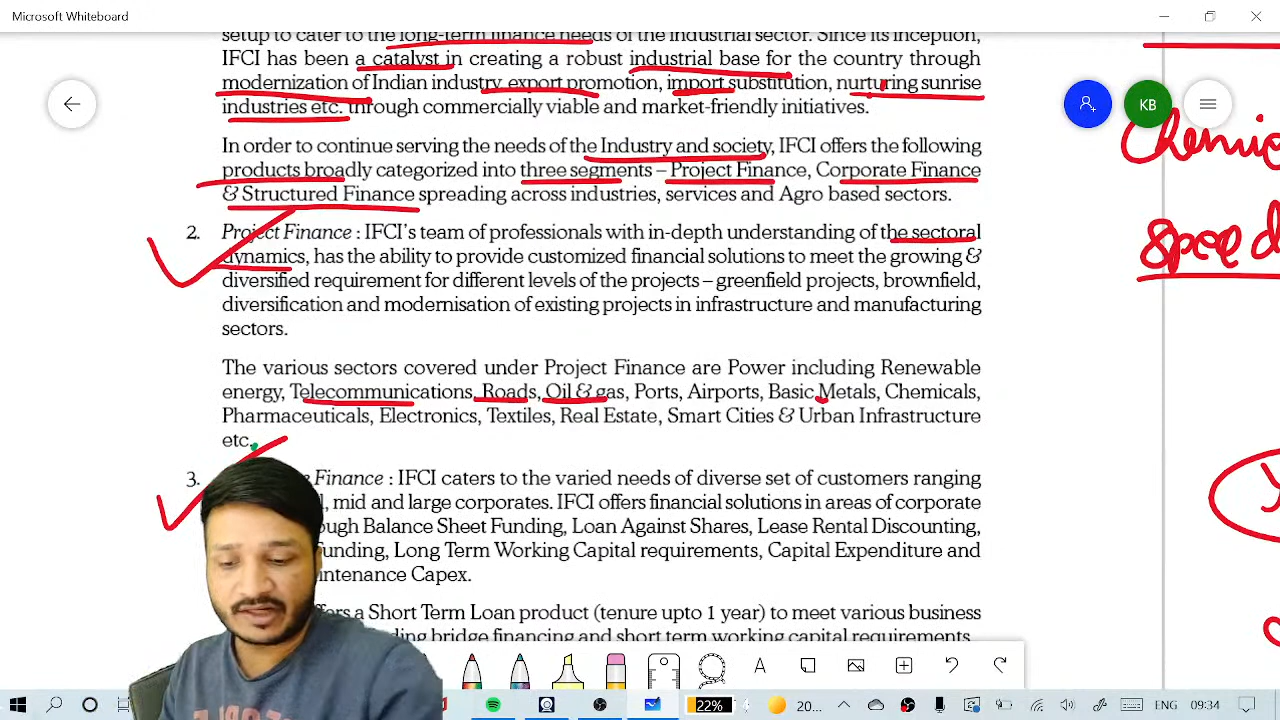 Microsoft Whiteboard
setup to cater to the long-term finance needs of the industrial sector. Since its inception,
IFCI has been a catalyst in creating a robust industrial base for the country through
modernization of Indian industry, export promotion, import substitution, nurturing sunrise
industries etc. through commercially viable and market-friendly initiatives.
KB
In order to continue serving the needs of the Industry and society, IFCI offers the following
products broadly categorized into three segments – Project Finance, Corporate Finance
& Structured Finance spreading across industries, services and Agro based sectors.
2. Project Finance : IFCI's team of professionals with in-depth understanding of the sectoral
dynamics, has the ability to provide customized financial solutions to meet the growing &
diversified requirement for different levels of the projects – greenfield projects, brownfield,
diversification and modernisation of existing projects in infrastructure and manufacturing
sectors.
The various sectors covered under Project Finance are Power including Renewable
energy, Telecommunications, Roads, Oil & gas, Ports, Airports, Basic Metals, Chemicals,
Pharmaceuticals, Electronics, Textiles, Real Estate, Smart Cities & Urban Infrastructure
etc.
3. Finance : IFCI caters to the varied needs of diverse set of customers ranging
mid and large corporates. IFCI offers financial solutions in areas of corporate
Balance Sheet Funding, Loan Against Shares, Lease Rental Discounting,
Funding, Long Term Working Capital requirements, Capital Expenditure and
Capex.
a Short Term Loan product (tenure upto 1 year) to meet various business
bridge financing and short term working capital requirements.
Chemic
speed
A
22%
20...
ENG
09:34